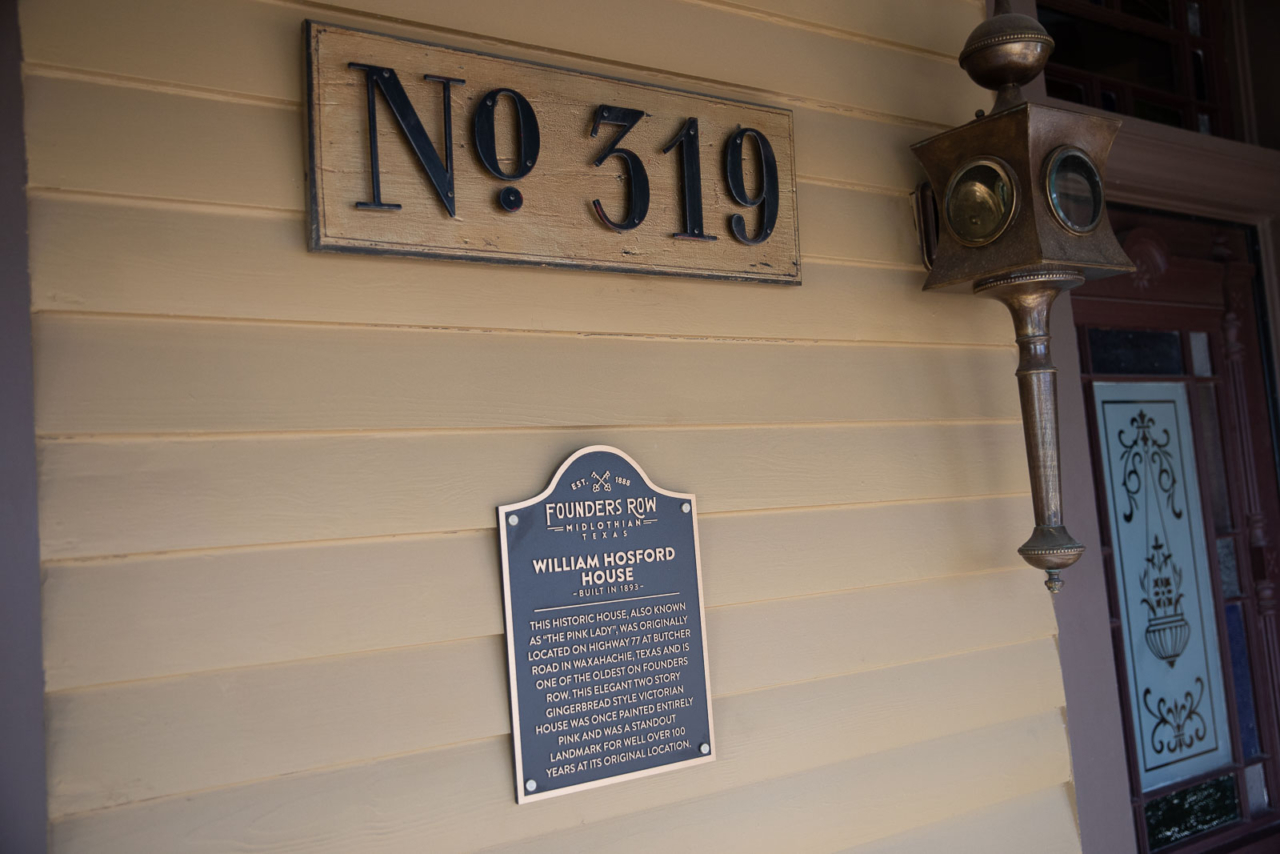 Nº 319
EST. 1888
FOUNDERS ROW
MIDLOTHIAN
TEXAS
WILLIAM HOSFORD
HOUSE
-BUILT IN 1893-
THIS HISTORIC HOUSE, ALSO KNOWN
AS "THE PINK LADY", WAS ORIGINALLY
LOCATED ON HIGHWAY 77 AT BUTCHER
ROAD IN WAXAHACHIE, TEXAS AND IS
ONE OF THE OLDEST ON FOUNDERS
ROW. THIS ELEGANT TWO STORY
GINGERBREAD STYLE VICTORIAN
HOUSE WAS ONCE PAINTED ENTIRELY
PINK AND WAS A STANDOUT
LANDMARK FOR WELL OVER 100
YEARS AT ITS ORIGINAL LOCATION.